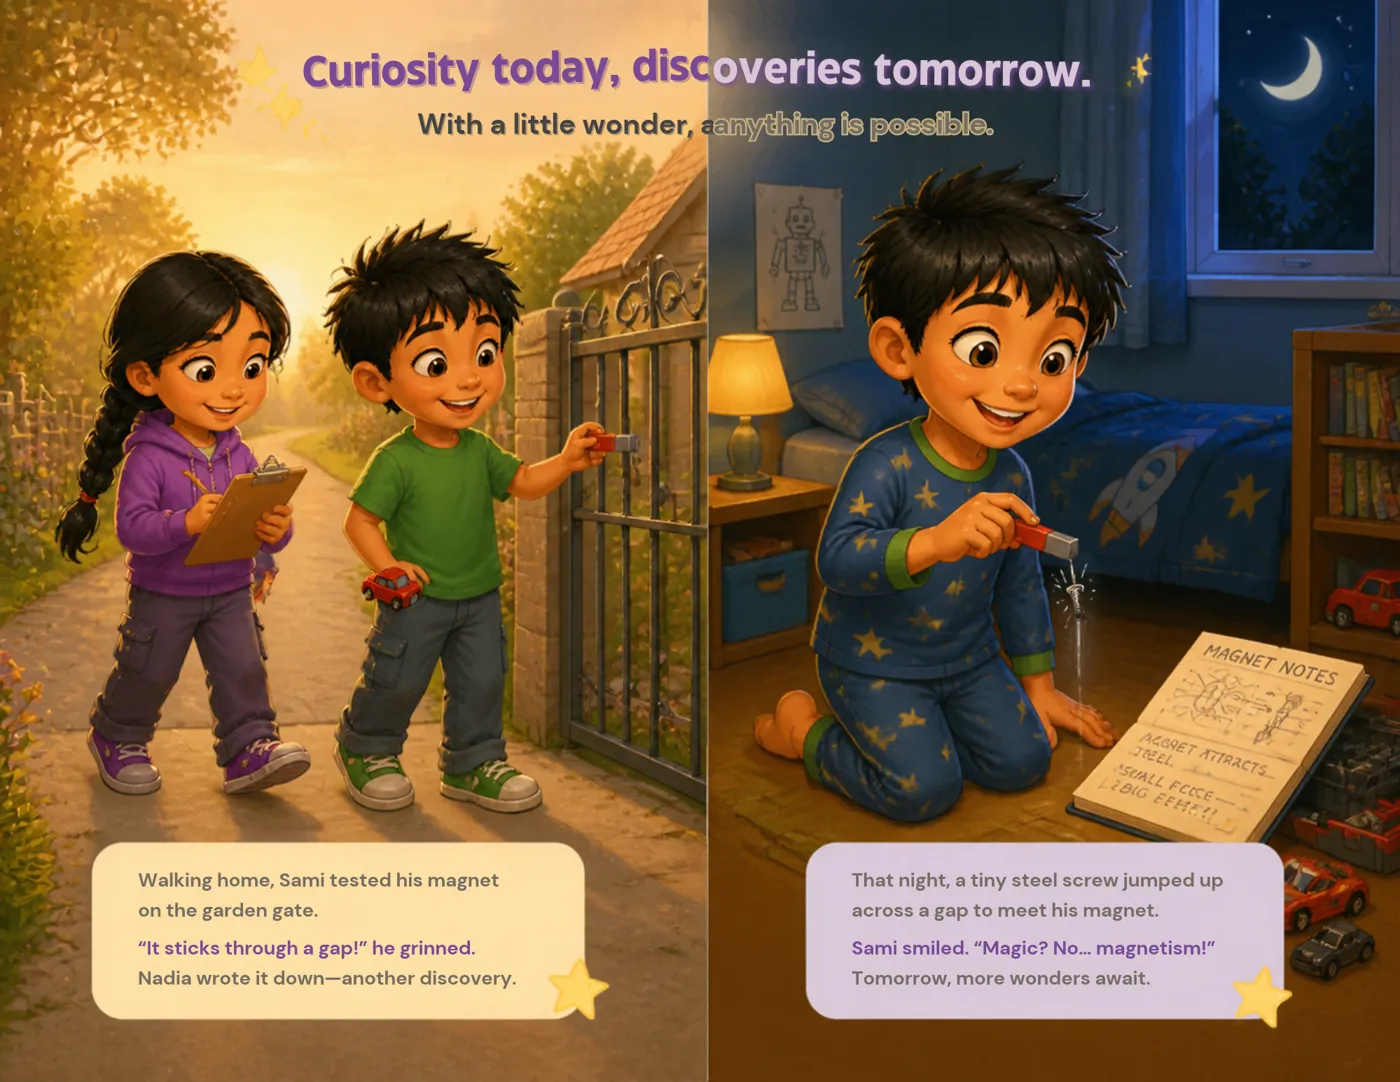 Curiosity today, discoveries tomorrow.
With a little wonder, aanything is possible.
MAGNET NOTES
Walking home, Sami tested his magnet
on the garden gate.
“It sticks through a gap!” he grinned.
Nadia wrote it down—another discovery.
That night, a tiny steel screw jumped up
across a gap to meet his magnet.
Sami smiled. “Magic? No... magnetism!”
Tomorrow, more wonders await.